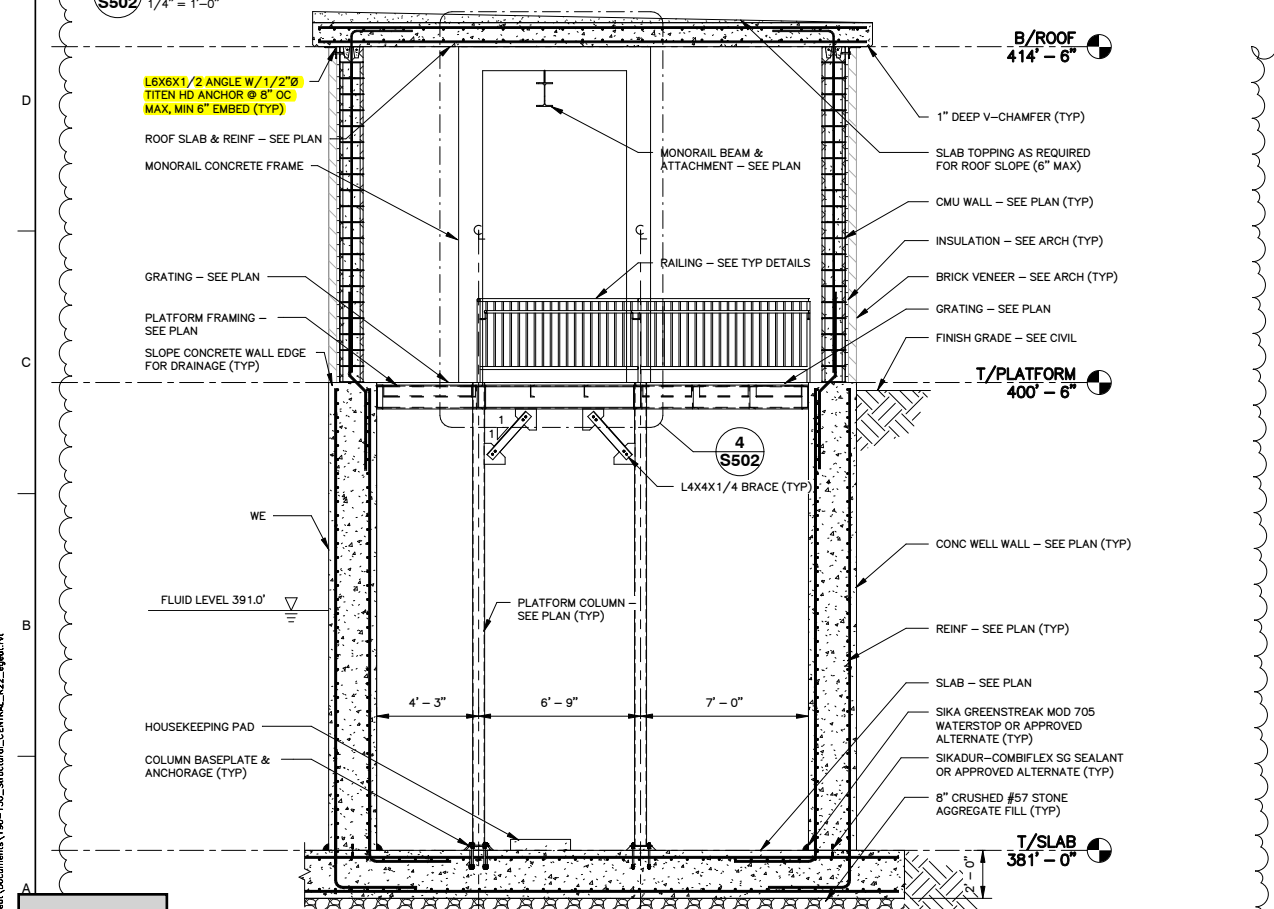 S502
1/4" = 1'-0"
B/ROOF
414' - 6"
D
L6X6X1/2 ANGLE W/1/2"Ø
TITEN HD ANCHOR @ 8" OC
MAX, MIN 6" EMBED (TYP)
ROOF SLAB & REINF - SEE PLAN
MONORAIL CONCRETE FRAME
MONORAIL BEAM &
ATTACHMENT - SEE PLAN
1" DEEP V-CHAMFER (TYP)
SLAB TOPPING AS REQUIRED
FOR ROOF SLOPE (6" MAX)
CMU WALL - SEE PLAN (TYP)
INSULATION - SEE ARCH (TYP)
BRICK VENEER - SEE ARCH (TYP)
GRATING - SEE PLAN
FINISH GRADE - SEE CIVIL
GRATING - SEE PLAN
PLATFORM FRAMING -
SEE PLAN
SLOPE CONCRETE WALL EDGE
FOR DRAINAGE (TYP)
RAILING - SEE TYP DETAILS
C
T/PLATFORM
400' - 6"
1
1
4
S502
L4X4X1/4 BRACE (TYP)
WE
CONC WELL WALL - SEE PLAN (TYP)
FLUID LEVEL 391.0'
PLATFORM COLUMN -
SEE PLAN (TYP)
B
REINF - SEE PLAN (TYP)
4' - 3"
6' - 9"
7' - 0"
SLAB - SEE PLAN
SIKA GREENSTREAK MOD 705
WATERSTOP OR APPROVED
ALTERNATE (TYP)
SIKADUR-COMBIFLEX SG SEALANT
OR APPROVED ALTERNATE (TYP)
8" CRUSHED #57 STONE
AGGREGATE FILL (TYP)
HOUSEKEEPING PAD
COLUMN BASEPLATE &
ANCHORAGE (TYP)
T/SLAB
381' - 0"
2'-0"
A